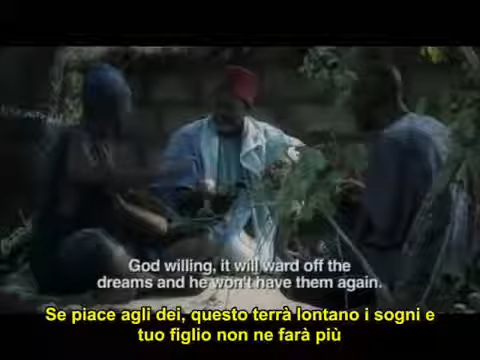 God willing, it will ward off the
dreams and he won't have them again.
Se piace agli dei, questo terrà lontano i sogni e
tuo figlio non ne farà più